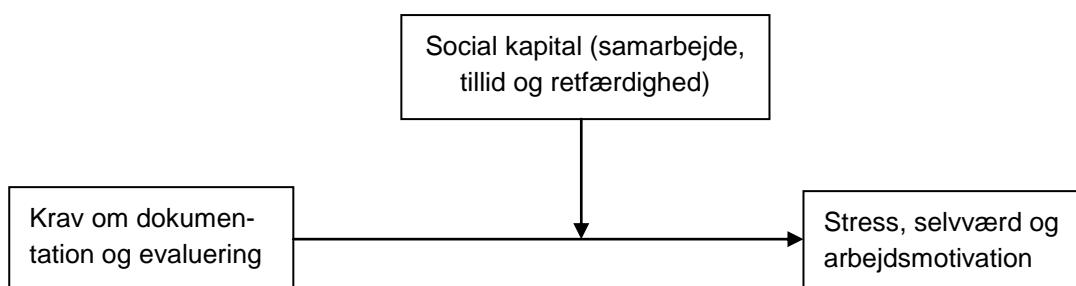 Social kapital (samarbejde,
tillid og retfærdighed)
Krav om dokumen-
tation og evaluering
Stress, selvværd og
arbejdsmotivation